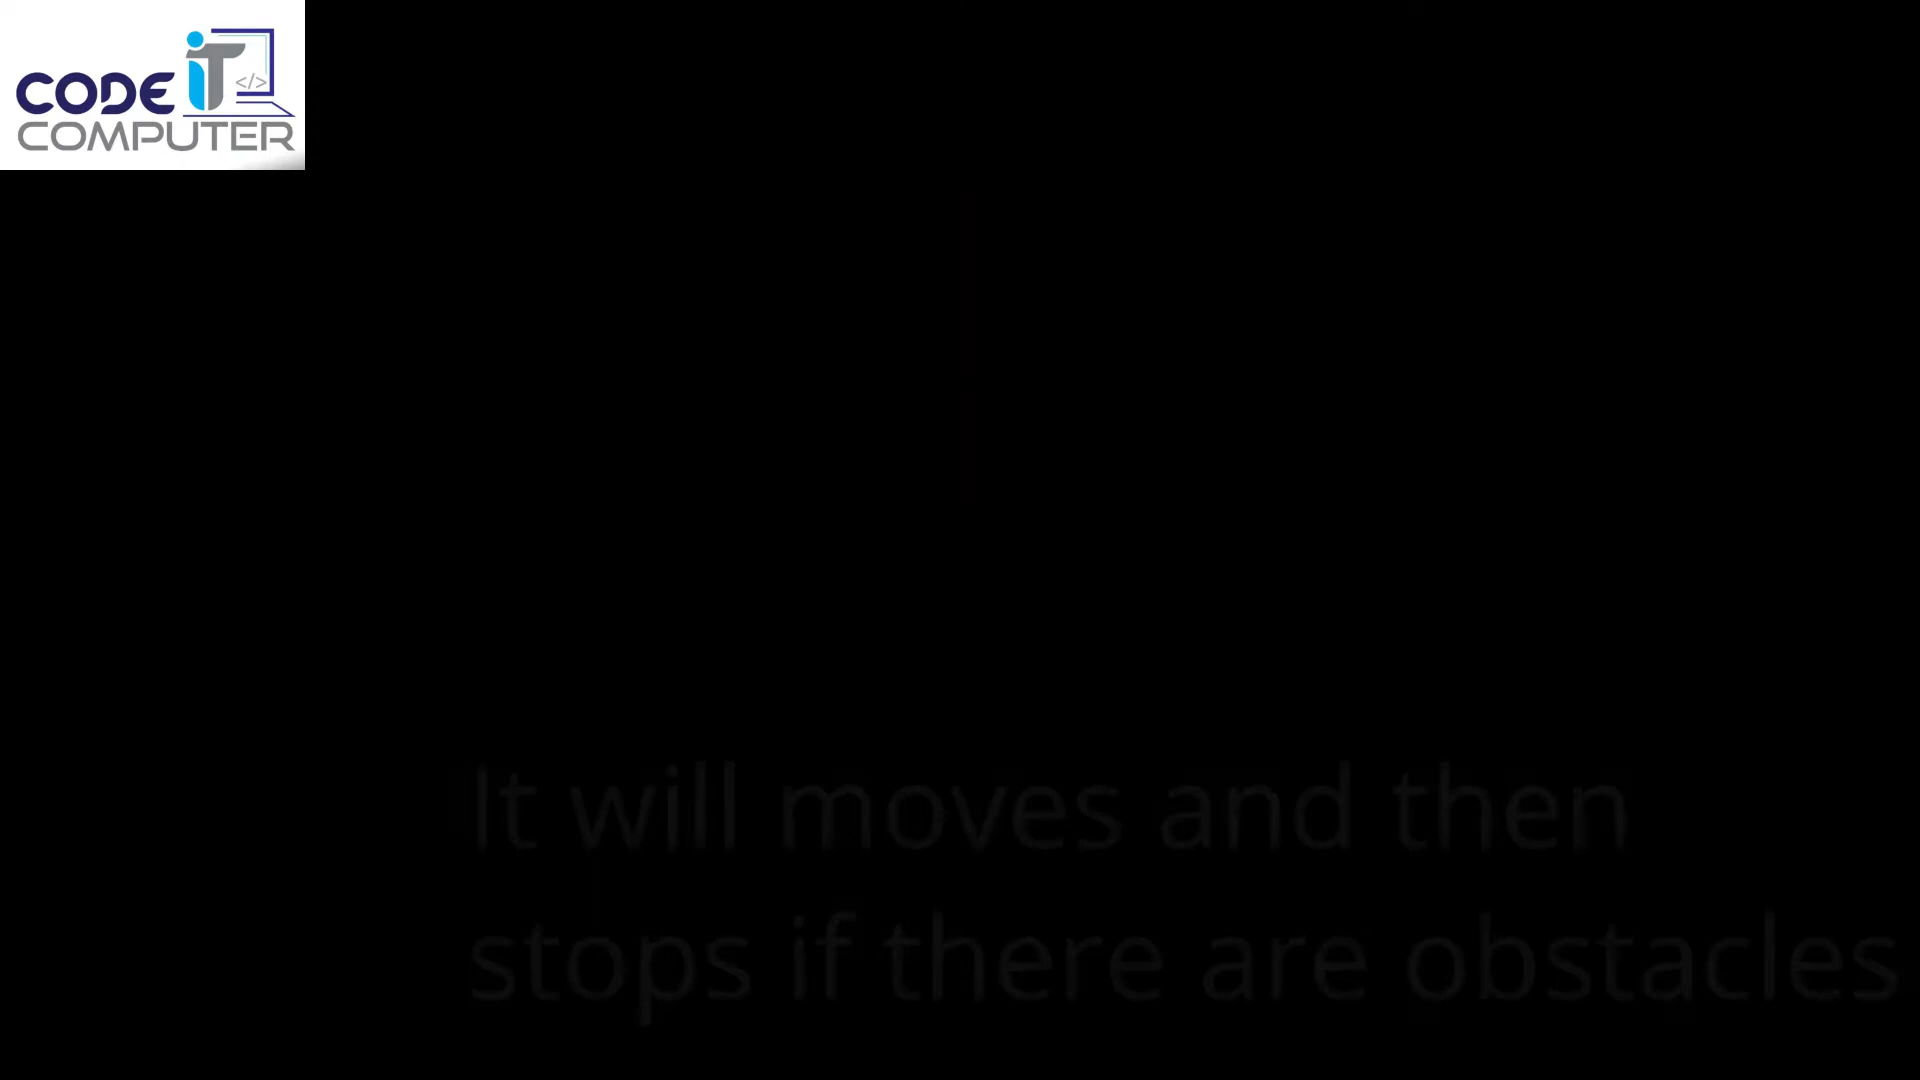 CODE iT </>
COMPUTER
It will moves and then
stops if there are obstacles